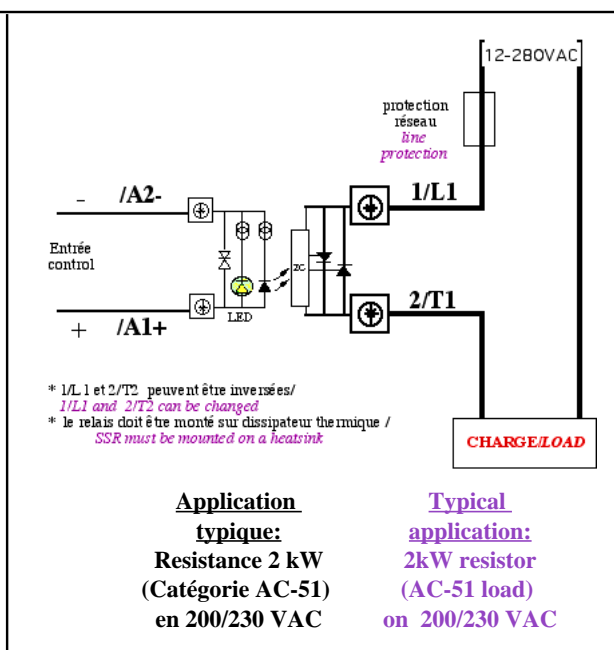 12-280VAC
protection
réseau
line
protection
1/L1
- /A2-
Entrée
control
ZC
LED
2/T1
+ /A1+
* 1/L1 et 2/T2 peuvent être inversées/
1/L1 and 2/T2 can be changed
* le relais doit être monté sur dissipateur thermique /
SSR must be mounted on a heatsink
CHARGE/LOAD
Application
typique:
Resistance 2 kW
(Catégorie AC-51)
en 200/230 VAC
Typical
application:
2kW resistor
(AC-51 load)
on 200/230 VAC